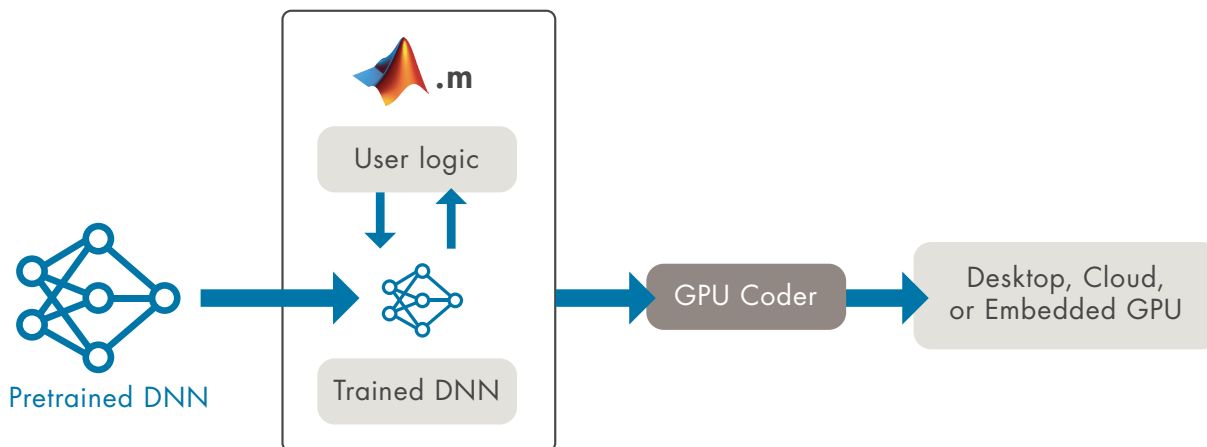 .m
User logic
Pretrained DNN
Trained DNN
GPU Coder
Desktop, Cloud,
or Embedded GPU